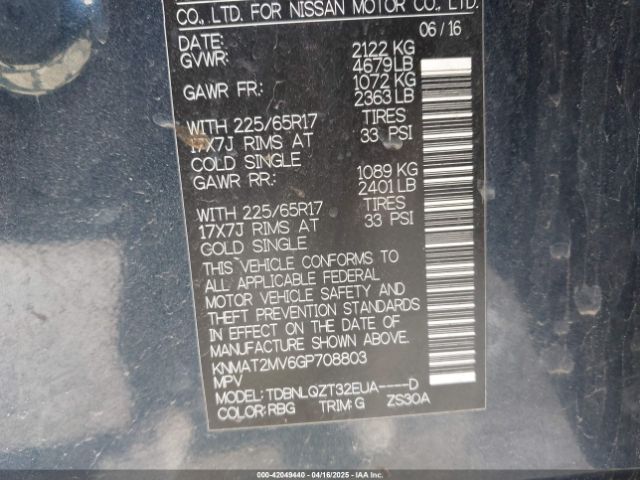 CO., LTD. FOR NISSAN MOTOR CO., LTD.
DATE: 06/16
GVWR: 2122 KG
4679 LB
GAWR FR: 1072 KG
2363 LB
WITH 225/65R17 TIRES
17X7J RIMS AT 33 PSI
COLD SINGLE
GAWR RR: 1089 KG
2401 LB
WITH 225/65R17 TIRES
17X7J RIMS AT 33 PSI
COLD SINGLE
THIS VEHICLE CONFORMS TO
ALL APPLICABLE FEDERAL
MOTOR VEHICLE SAFETY AND
THEFT PREVENTION STANDARDS
IN EFFECT ON THE DATE OF
MANUFACTURE SHOWN ABOVE.
KNMAT2MV6GP708803
MPV
MODEL: TDBNLQZT32EUA----D
COLOR: RBG TRIM: G ZS30A
000-42049440 - 04/16/2025 - IAAI.COM